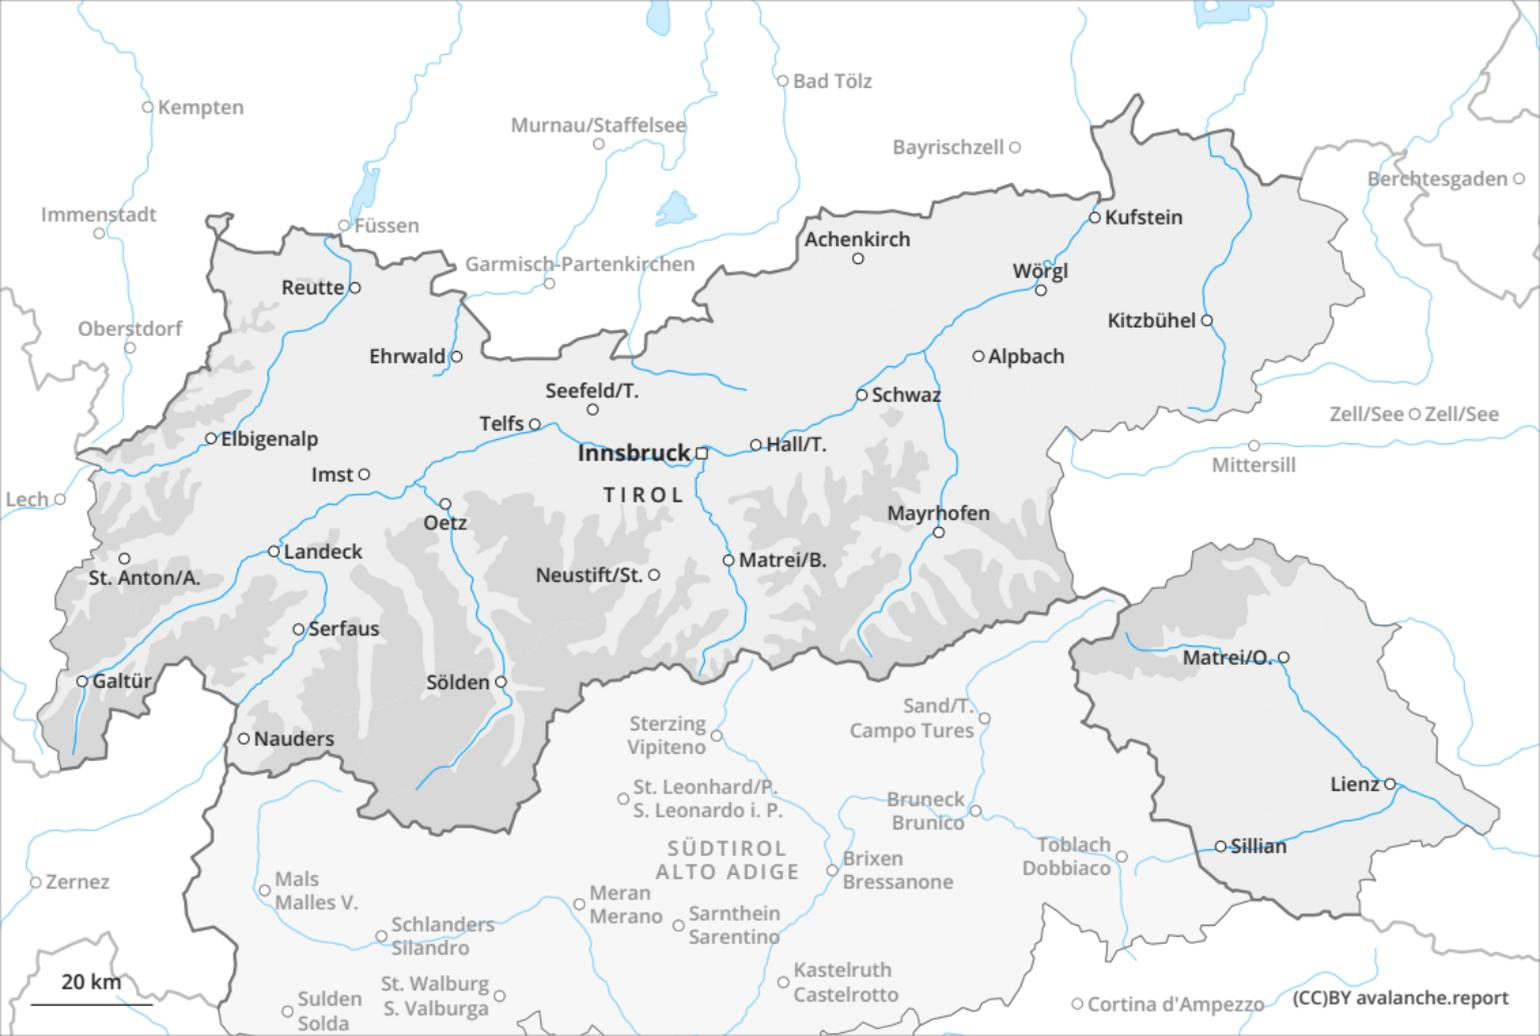 Bad Tölz
Kempten
Murnau/Staffelsee
Bayrischzell
Berchtesgaden
Immenstadt
Füssen
Kufstein
Achenkirch
Garmisch-Partenkirchen
Wörgl
Reutte
Oberstdorf
Kitzbühel
Ehrwald
Alpbach
Seefeld/T.
Schwaz
Zell/See
Zell/See
Telfs
Elbigenalp
Hall/T.
Innsbruck
Mittersill
Imst
TIROL
Lech
Mayrhofen
Oetz
Landeck
Matrei/B.
St. Anton/A.
Neustift/St.
Serfaus
Matrei/O.
Galtür
Sölden
Sand/T.
Campo Tures
Sterzing
Vipiteno
Nauders
Lienz
St. Leonhard/P.
S. Leonardo i. P.
Bruneck
Brunico
Sillian
SÜDTIROL
ALTO ADIGE
Toblach
Dobbiaco
Brixen
Bressanone
Zernez
Mals
Malles V.
Meran
Merano
Sarnthein
Sarentino
Schlanders
Silandro
Kastelruth
Castelrotto
St. Walburg
S. Valburga
20 km
Sulden
Solda
Cortina d'Ampezzo
(CC)BY avalanche.report